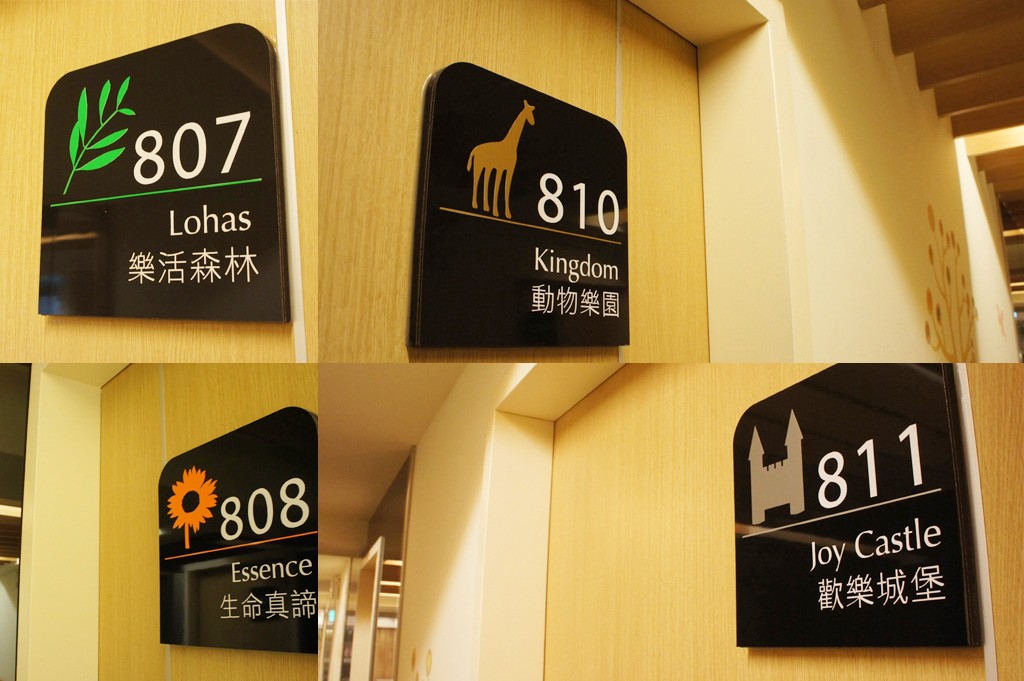 807
Lohas
樂活森林
810
Kingdom
動物樂園
808
Essence
生命真諦
811
Joy Castle
歡樂城堡